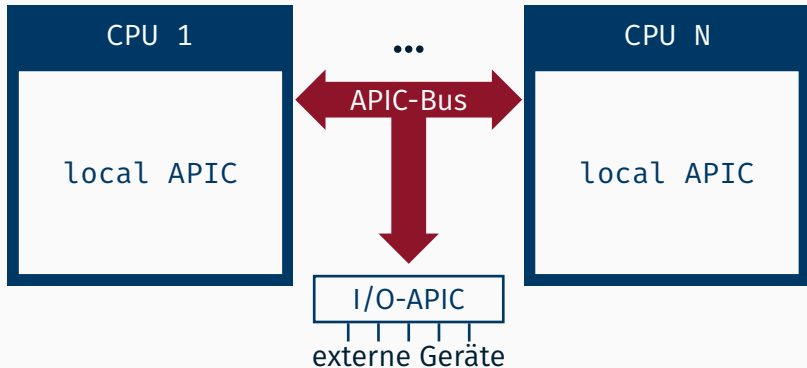 CPU 1
...
CPU N
APIC-Bus
local APIC
local APIC
I/O-APIC
externe Geräte